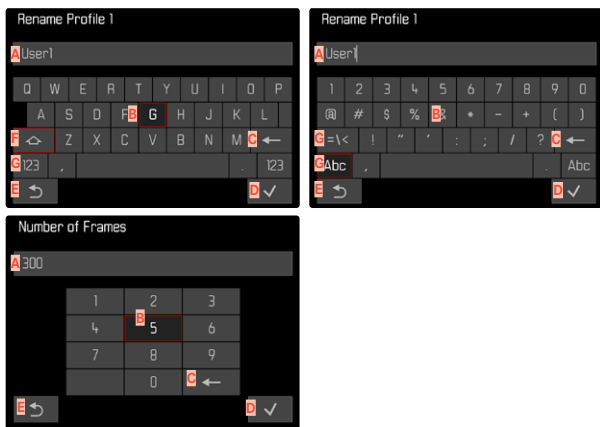 Rename Profile 1
A User1
Q W E R T Y U I O P
A S D F B G H J K L
F Z X C V B N M C ←
G 123 , . 123
E D ✓
Rename Profile 1
A User1
1 2 3 4 5 6 7 8 9 0
@ # $ % B & * - + ( )
G =\< ! " ' : ; / ? C ←
G Abc , . Abc
E D ✓
Number of Frames
A 300
1 2 3
4 B 5 6
7 8 9
0 C ←
E D ✓